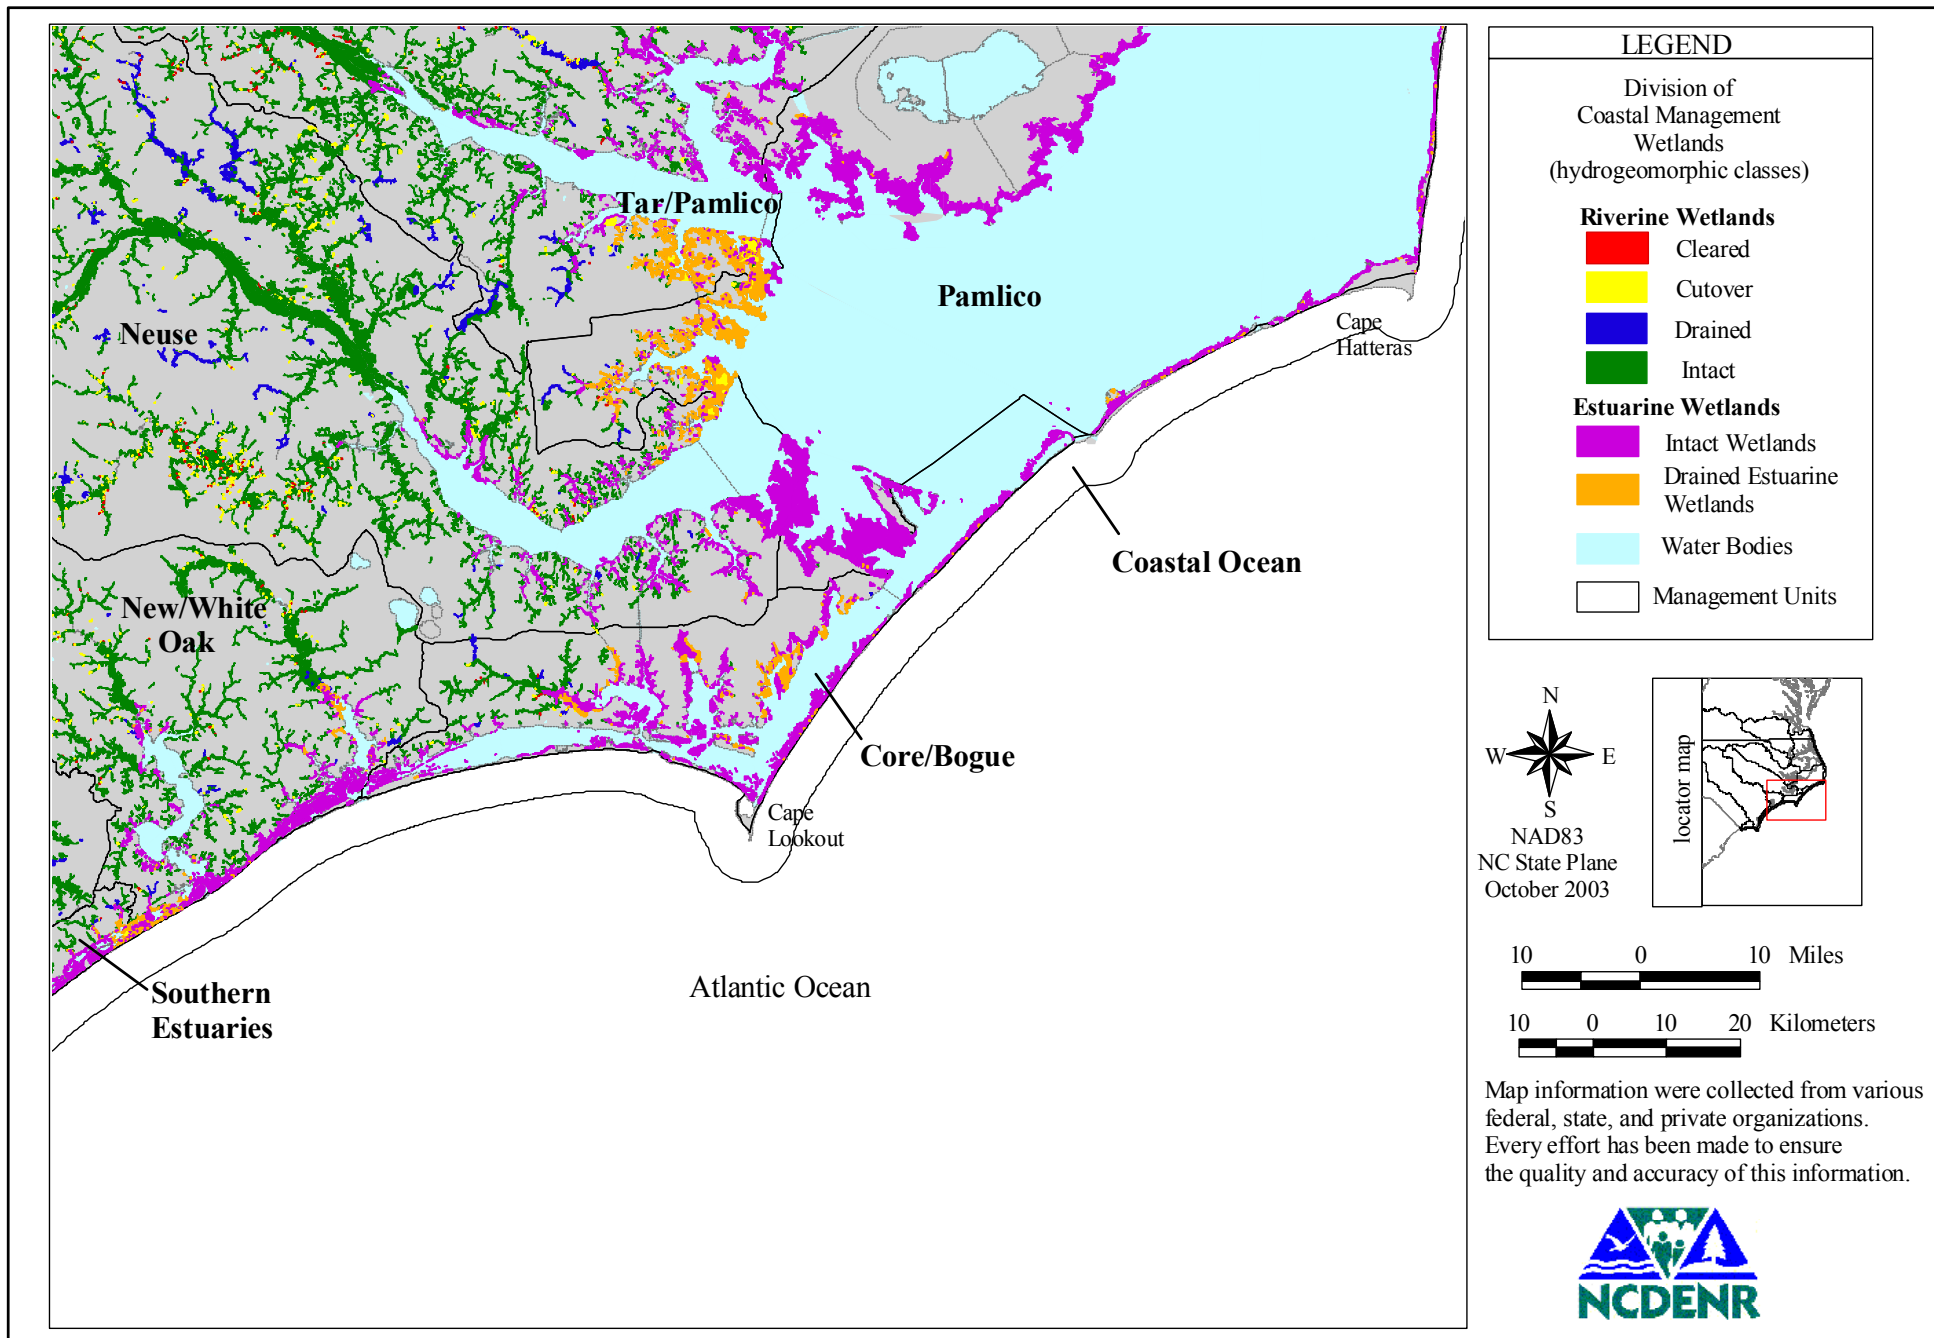 Tar/Pamlico
Pamlico
Neuse
Cape
Hatteras
Coastal Ocean
New/White
Oak
Core/Bogue
Cape
Lookout
Atlantic Ocean
Southern
Estuaries
LEGEND
Division of
Coastal Management
Wetlands
(hydrogeomorphic classes)
Riverine Wetlands
Cleared
Cutover
Drained
Intact
Estuarine Wetlands
Intact Wetlands
Drained Estuarine
Wetlands
Water Bodies
Management Units
N
W E
S
NAD83
NC State Plane
October 2003
locator map
10 0 10 Miles
10 0 10 20 Kilometers
Map information were collected from various
federal, state, and private organizations.
Every effort has been made to ensure
the quality and accuracy of this information.
NCDENR